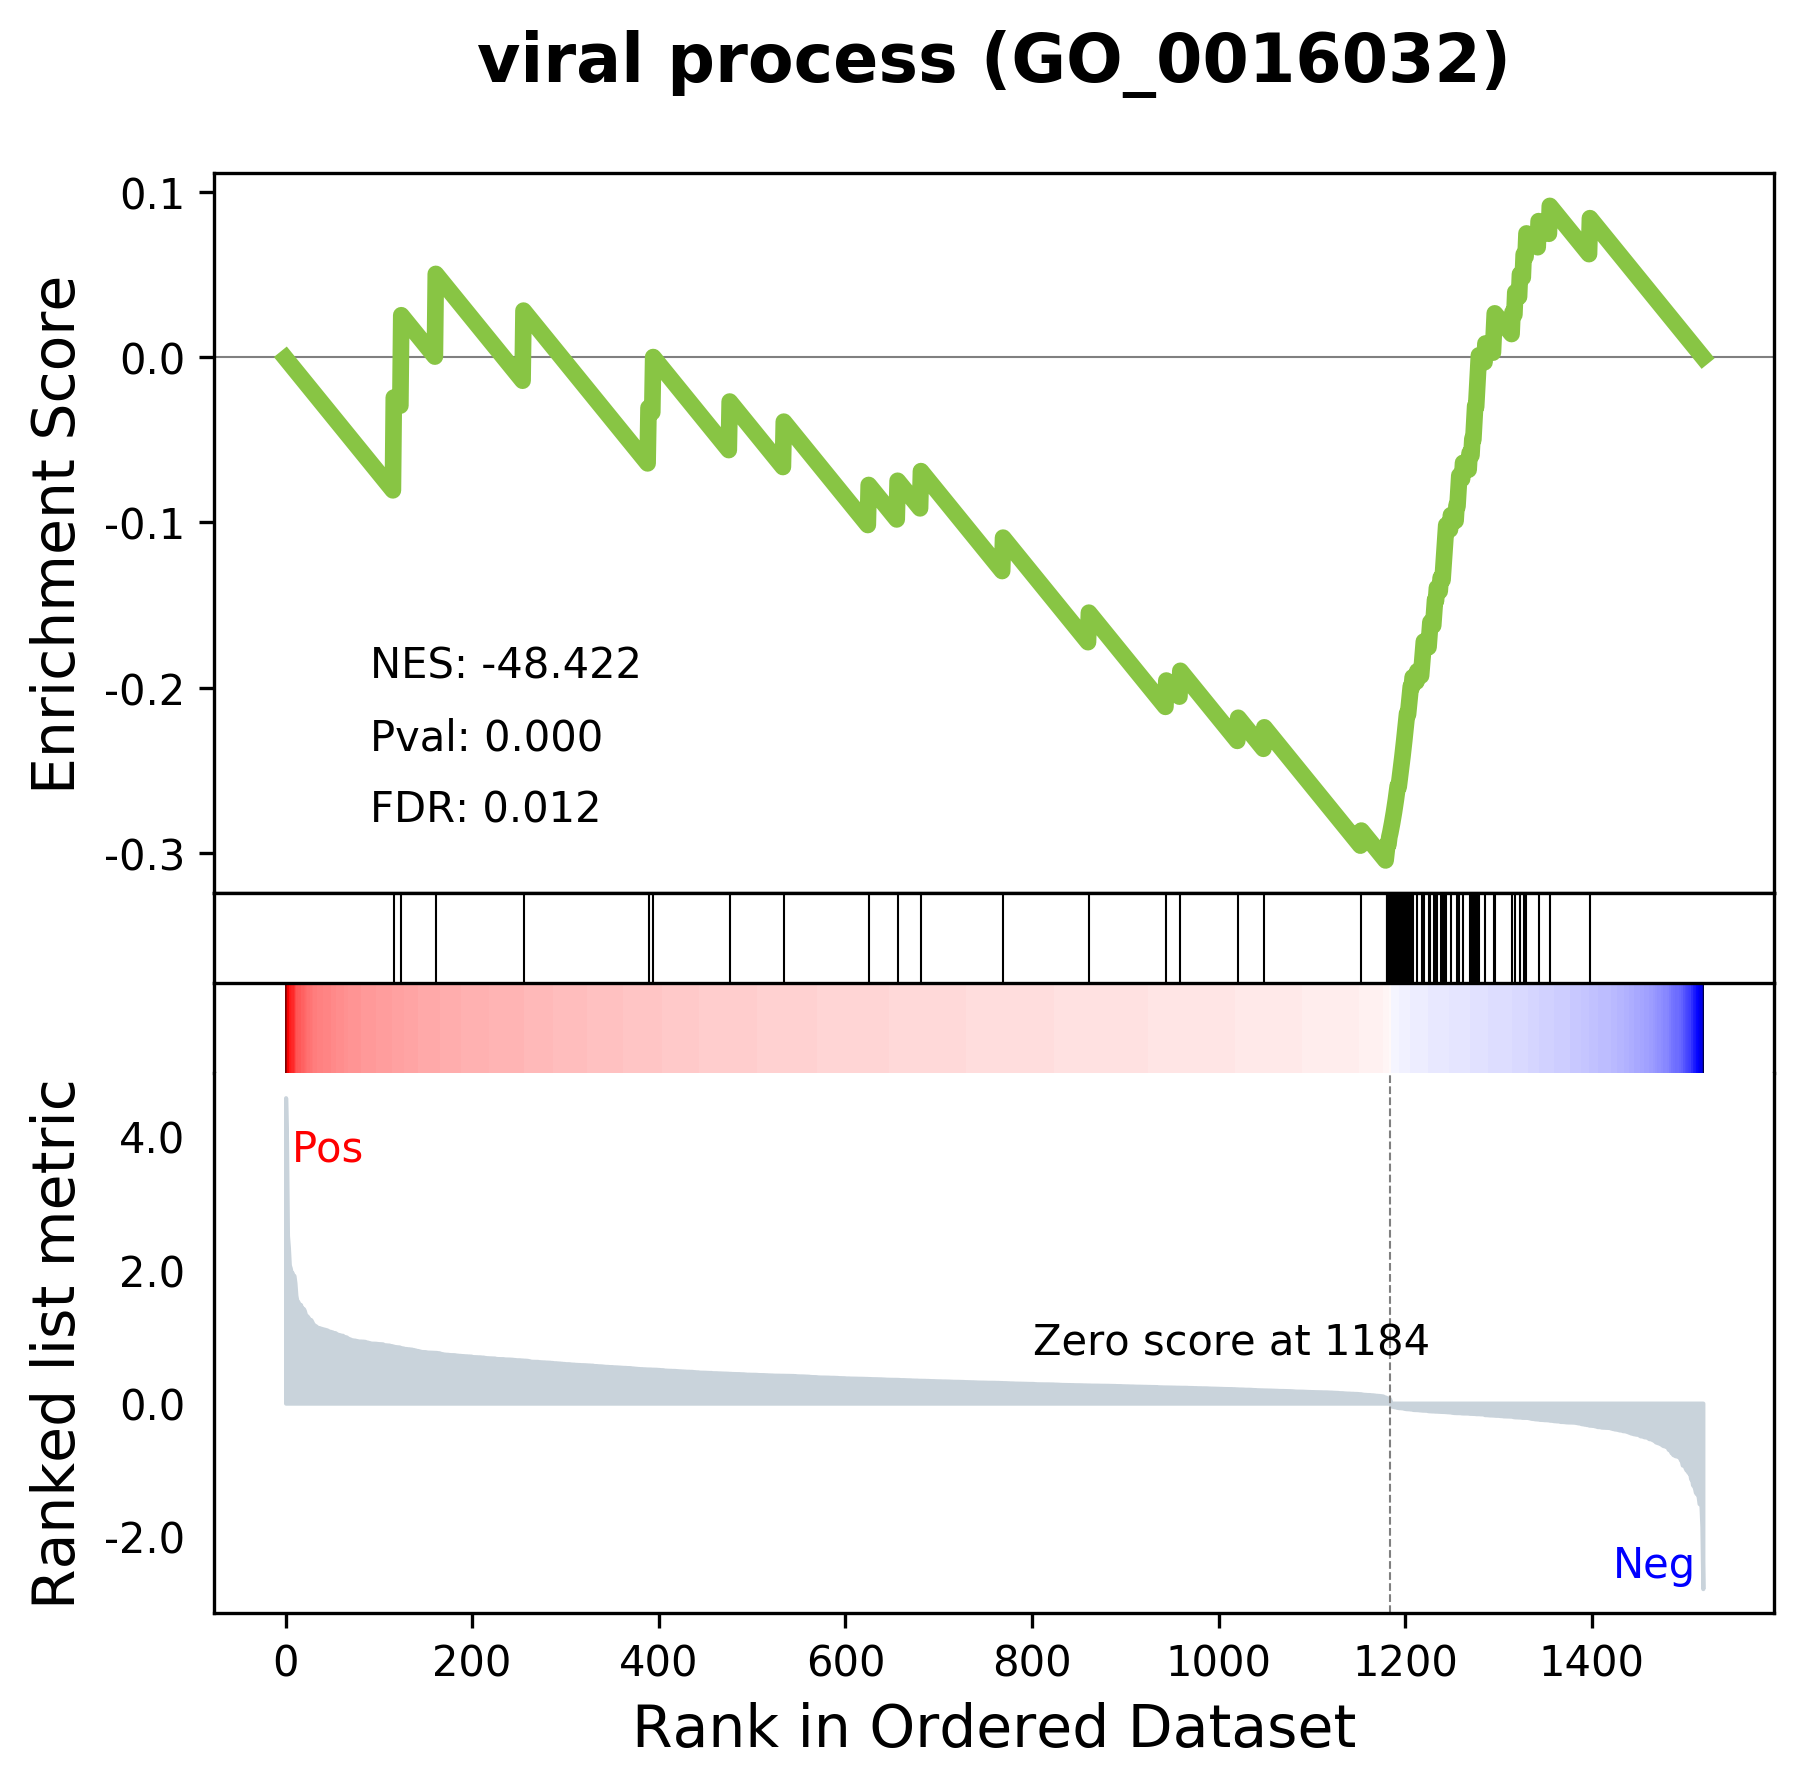 viral process (GO_0016032)
Enrichment Score
0.1
0.0
-0.1
-0.2
-0.3
NES: -48.422
Pval: 0.000
FDR: 0.012
Ranked list metric
4.0
2.0
0.0
-2.0
Pos
Zero score at 1184
Neg
0 200 400 600 800 1000 1200 1400
Rank in Ordered Dataset